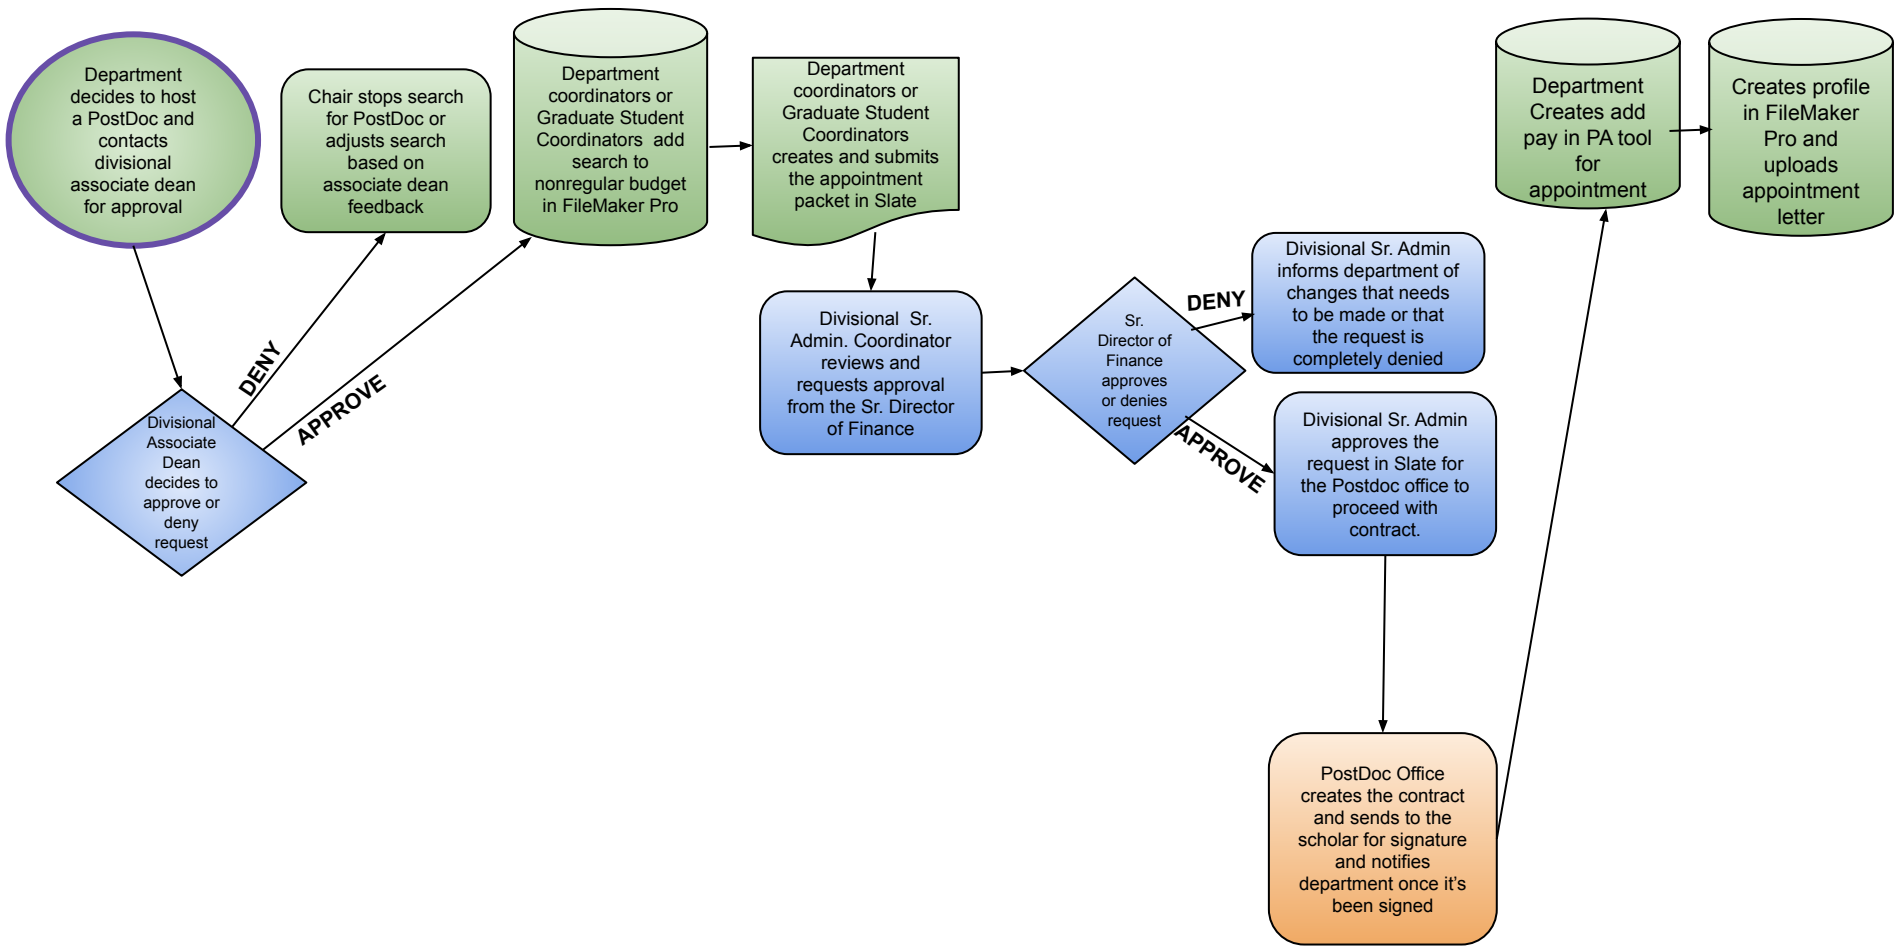 Department
decides to host
a PostDoc and
contacts
divisional
associate dean
for approval
Chair stops search
for PostDoc or
adjusts search
based on
associate dean
feedback
Department
coordinators or
Graduate Student
Coordinators  add
search to
nonregular budget
in FileMaker Pro
Department
coordinators or
Graduate Student
Coordinators
creates and submits
the appointment
packet in Slate
Department
Creates add
pay in PA tool
for
appointment
Creates profile
in FileMaker
Pro and
uploads
appointment
letter
DENY
APPROVE
Divisional
Associate
Dean
decides to
approve or
deny
request
Divisional  Sr.
Admin. Coordinator
reviews and
requests approval
from the Sr. Director
of Finance
Sr.
Director of
Finance
approves
or denies
request
DENY
Divisional Sr. Admin
informs department of
changes that needs
to be made or that
the request is
completely denied
APPROVE
Divisional Sr. Admin
approves the
request in Slate for
the Postdoc office to
proceed with
contract.
PostDoc Office
creates the contract
and sends to the
scholar for signature
and notifies
department once it's
been signed